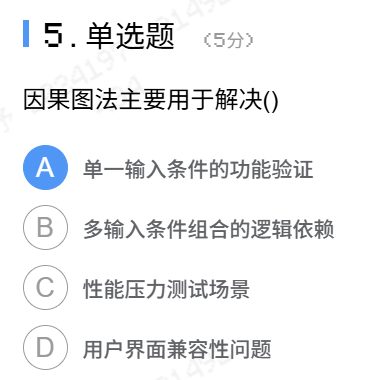 5.单选题 (5分)
因果图法主要用于解决()
A 单一输入条件的功能验证
B 多输入条件组合的逻辑依赖
C 性能压力测试场景
D 用户界面兼容性问题